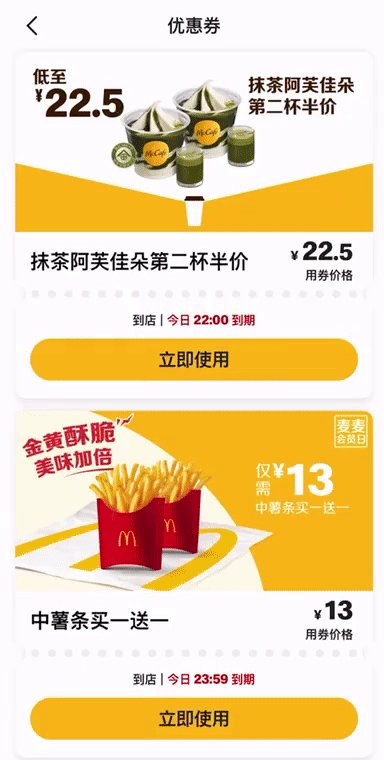 优惠券
低至
¥22.5
抹茶阿芙佳朵
第二杯半价
McCafé
McCafé
抹茶阿芙佳朵第二杯半价
¥ 22.5
用券价格
到店 | 今日 22:00 到期
立即使用
金黄酥脆
美味加倍
麦麦
会员日
仅需 ¥13
中薯条买一送一
中薯条买一送一
¥ 13
用券价格
到店 | 今日 23:59 到期
立即使用